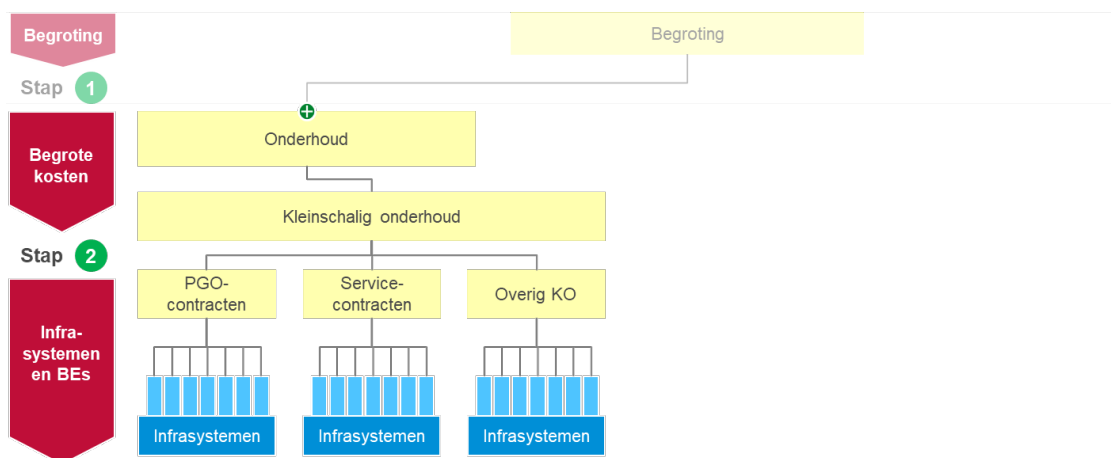 Begroting
Begroting
Stap 1
Onderhoud
Begrote
kosten
Kleinschalig onderhoud
Stap 2
PGO-
contracten
Service-
contracten
Overig KO
Infra-
systemen
en BEs
Infrasystemen
Infrasystemen
Infrasystemen